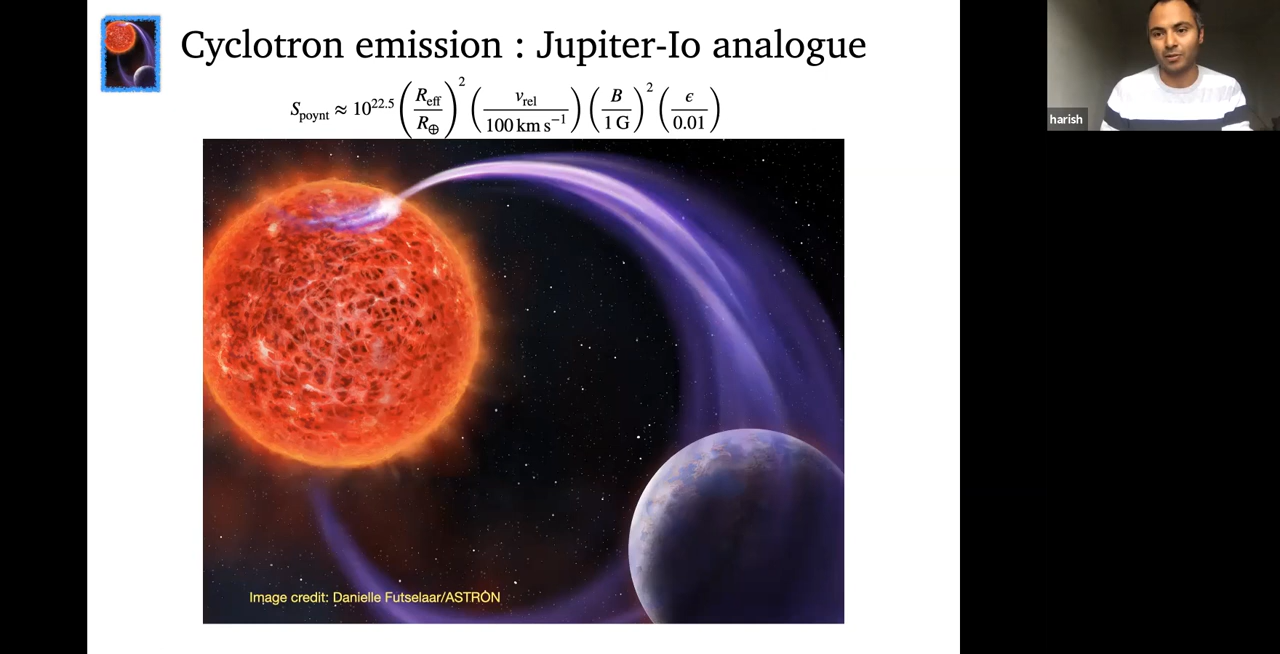 Cyclotron emission : Jupiter-Io analogue
S_poynt ≈ 10^22.5 (R_eff / R_⊕)^2 (v_rel / 100 km s^−1) (B / 1 G)^2 (ϵ / 0.01)
harish
Image credit: Danielle Futselaar/ASTRON